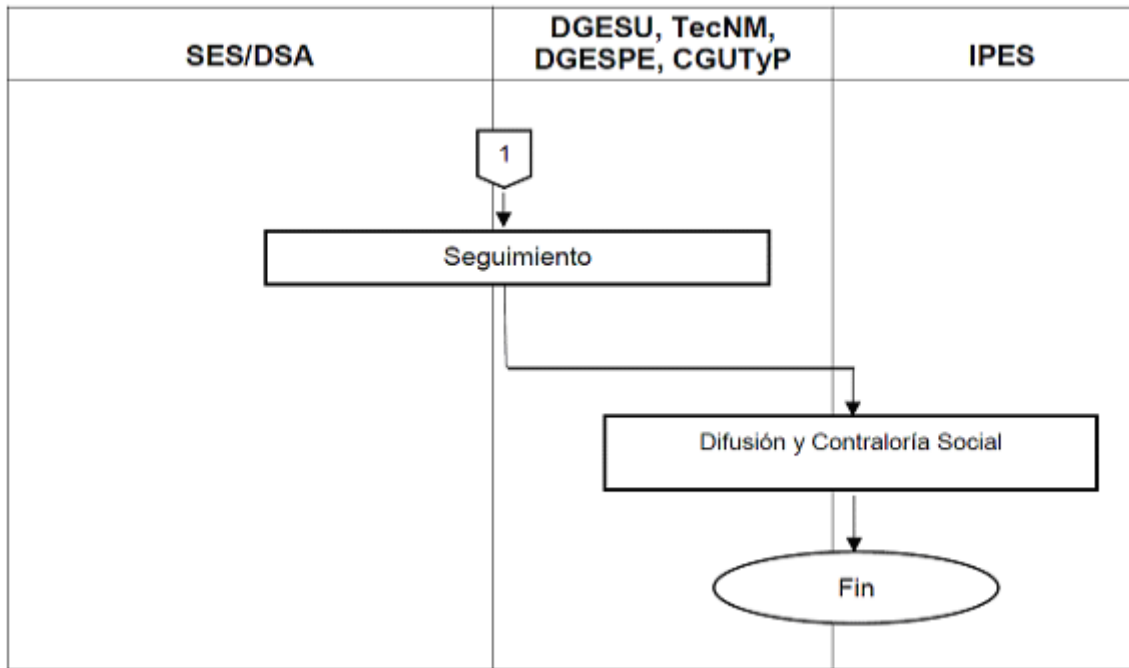 SES/DSA
DGESU, TecNM,
DGESPE, CGUTyP
IPES
1
Seguimiento
Difusión y Contraloría Social
Fin